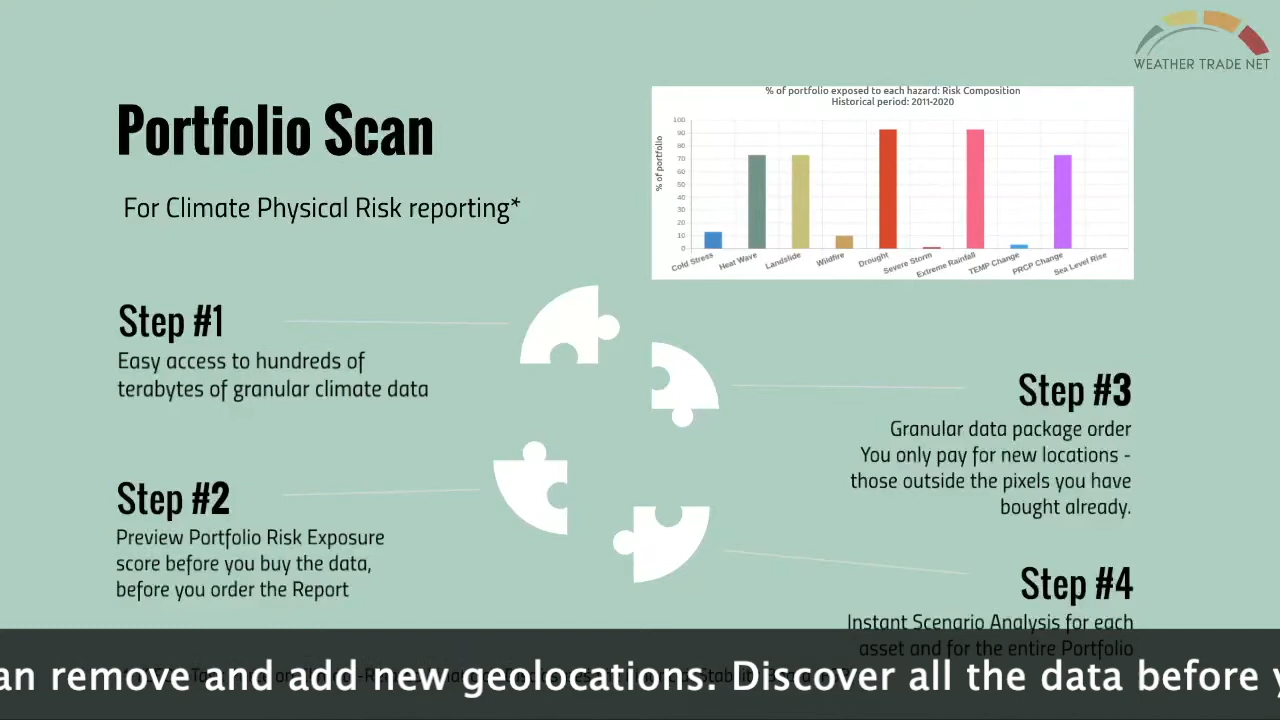 WEATHER TRADE NET
Portfolio Scan
For Climate Physical Risk reporting*
% of portfolio exposed to each hazard: Risk Composition
Historical period: 2011-2020
% of portfolio
100
90
80
70
60
50
40
30
20
10
0
Cold Stress
Heat Wave
Landslide
Wildfire
Drought
Severe Storm
Extreme Rainfall
TEMP Change
PRCP Change
Sea Level Rise
Step #1
Easy access to hundreds of
terabytes of granular climate data
Step #2
Preview Portfolio Risk Exposure
score before you buy the data,
before you order the Report
Step #3
Granular data package order
You only pay for new locations -
those outside the pixels you have
bought already.
Step #4
Instant Scenario Analysis for each
asset and for the entire Portfolio
an remove and add new geolocations. Discover all the data before